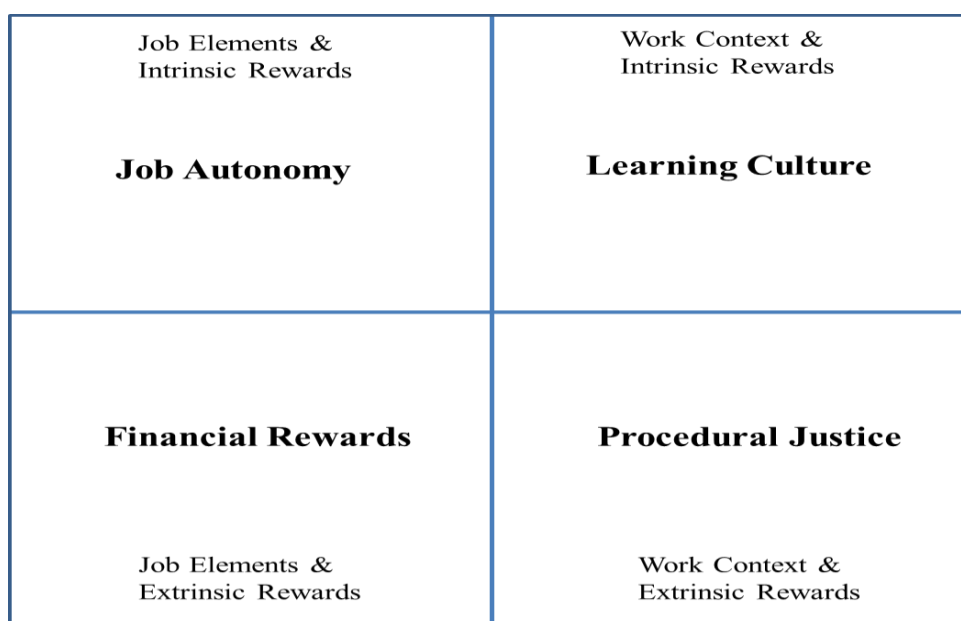 Job Elements &
Intrinsic Rewards
Job Autonomy
Work Context &
Intrinsic Rewards
Learning Culture
Financial Rewards
Job Elements &
Extrinsic Rewards
Procedural Justice
Work Context &
Extrinsic Rewards